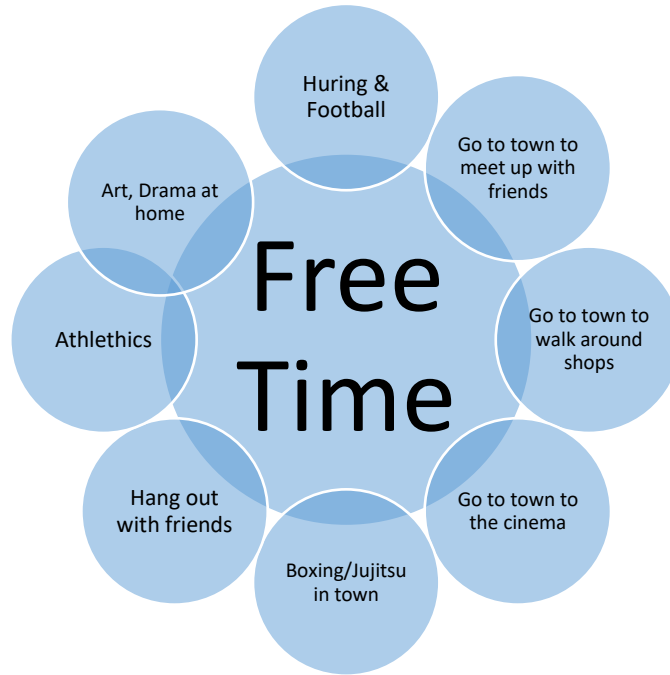 Free
Time
Huring &
Football
Go to town to
meet up with
friends
Go to town to
walk around
shops
Go to town to
the cinema
Boxing/Jujitsu
in town
Hang out
with friends
Athlethics
Art, Drama at
home